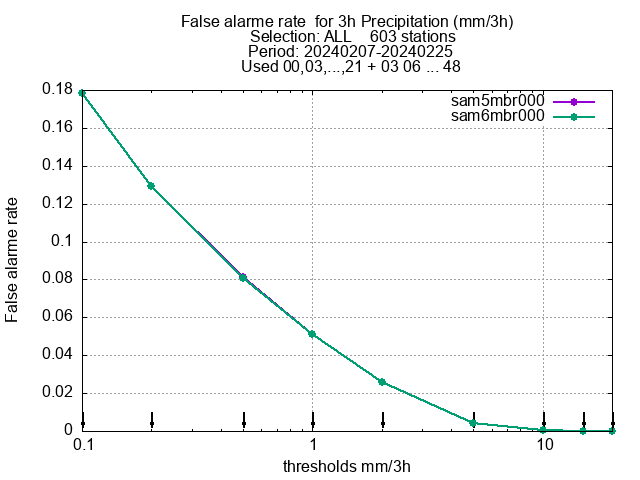 False alarme rate  for 3h Precipitation (mm/3h)
Selection: ALL    603 stations
Period: 20240207-20240225
Used 00,03,...,21 + 03 06 ... 48
sam5mbr000
sam6mbr000
0.18
0.16
0.14
0.12
0.1
0.08
0.06
0.04
0.02
0
False alarme rate
0.1 1 10
thresholds mm/3h